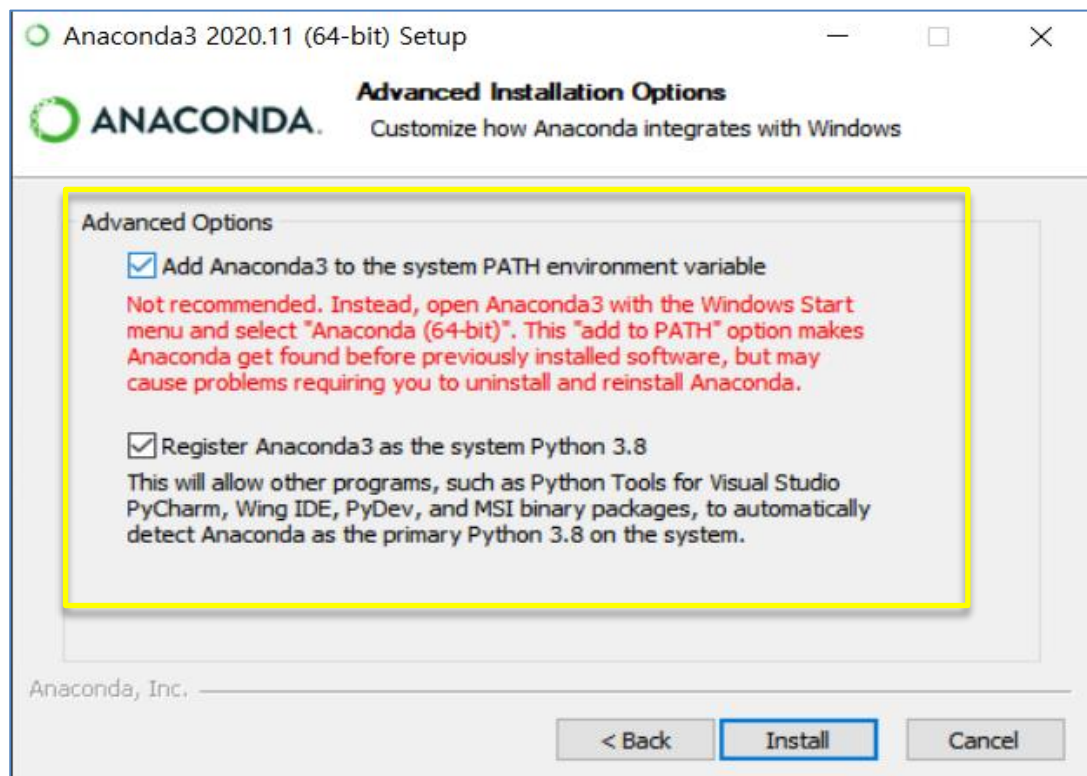 Anaconda3 2020.11 (64-bit) Setup
ANACONDA.
Advanced Installation Options
Customize how Anaconda integrates with Windows
Advanced Options
Add Anaconda3 to the system PATH environment variable
Not recommended. Instead, open Anaconda3 with the Windows Start
menu and select "Anaconda (64-bit)". This "add to PATH" option makes
Anaconda get found before previously installed software, but may
cause problems requiring you to uninstall and reinstall Anaconda.
Register Anaconda3 as the system Python 3.8
This will allow other programs, such as Python Tools for Visual Studio
PyCharm, Wing IDE, PyDev, and MSI binary packages, to automatically
detect Anaconda as the primary Python 3.8 on the system.
Anaconda, Inc.
< Back Install Cancel